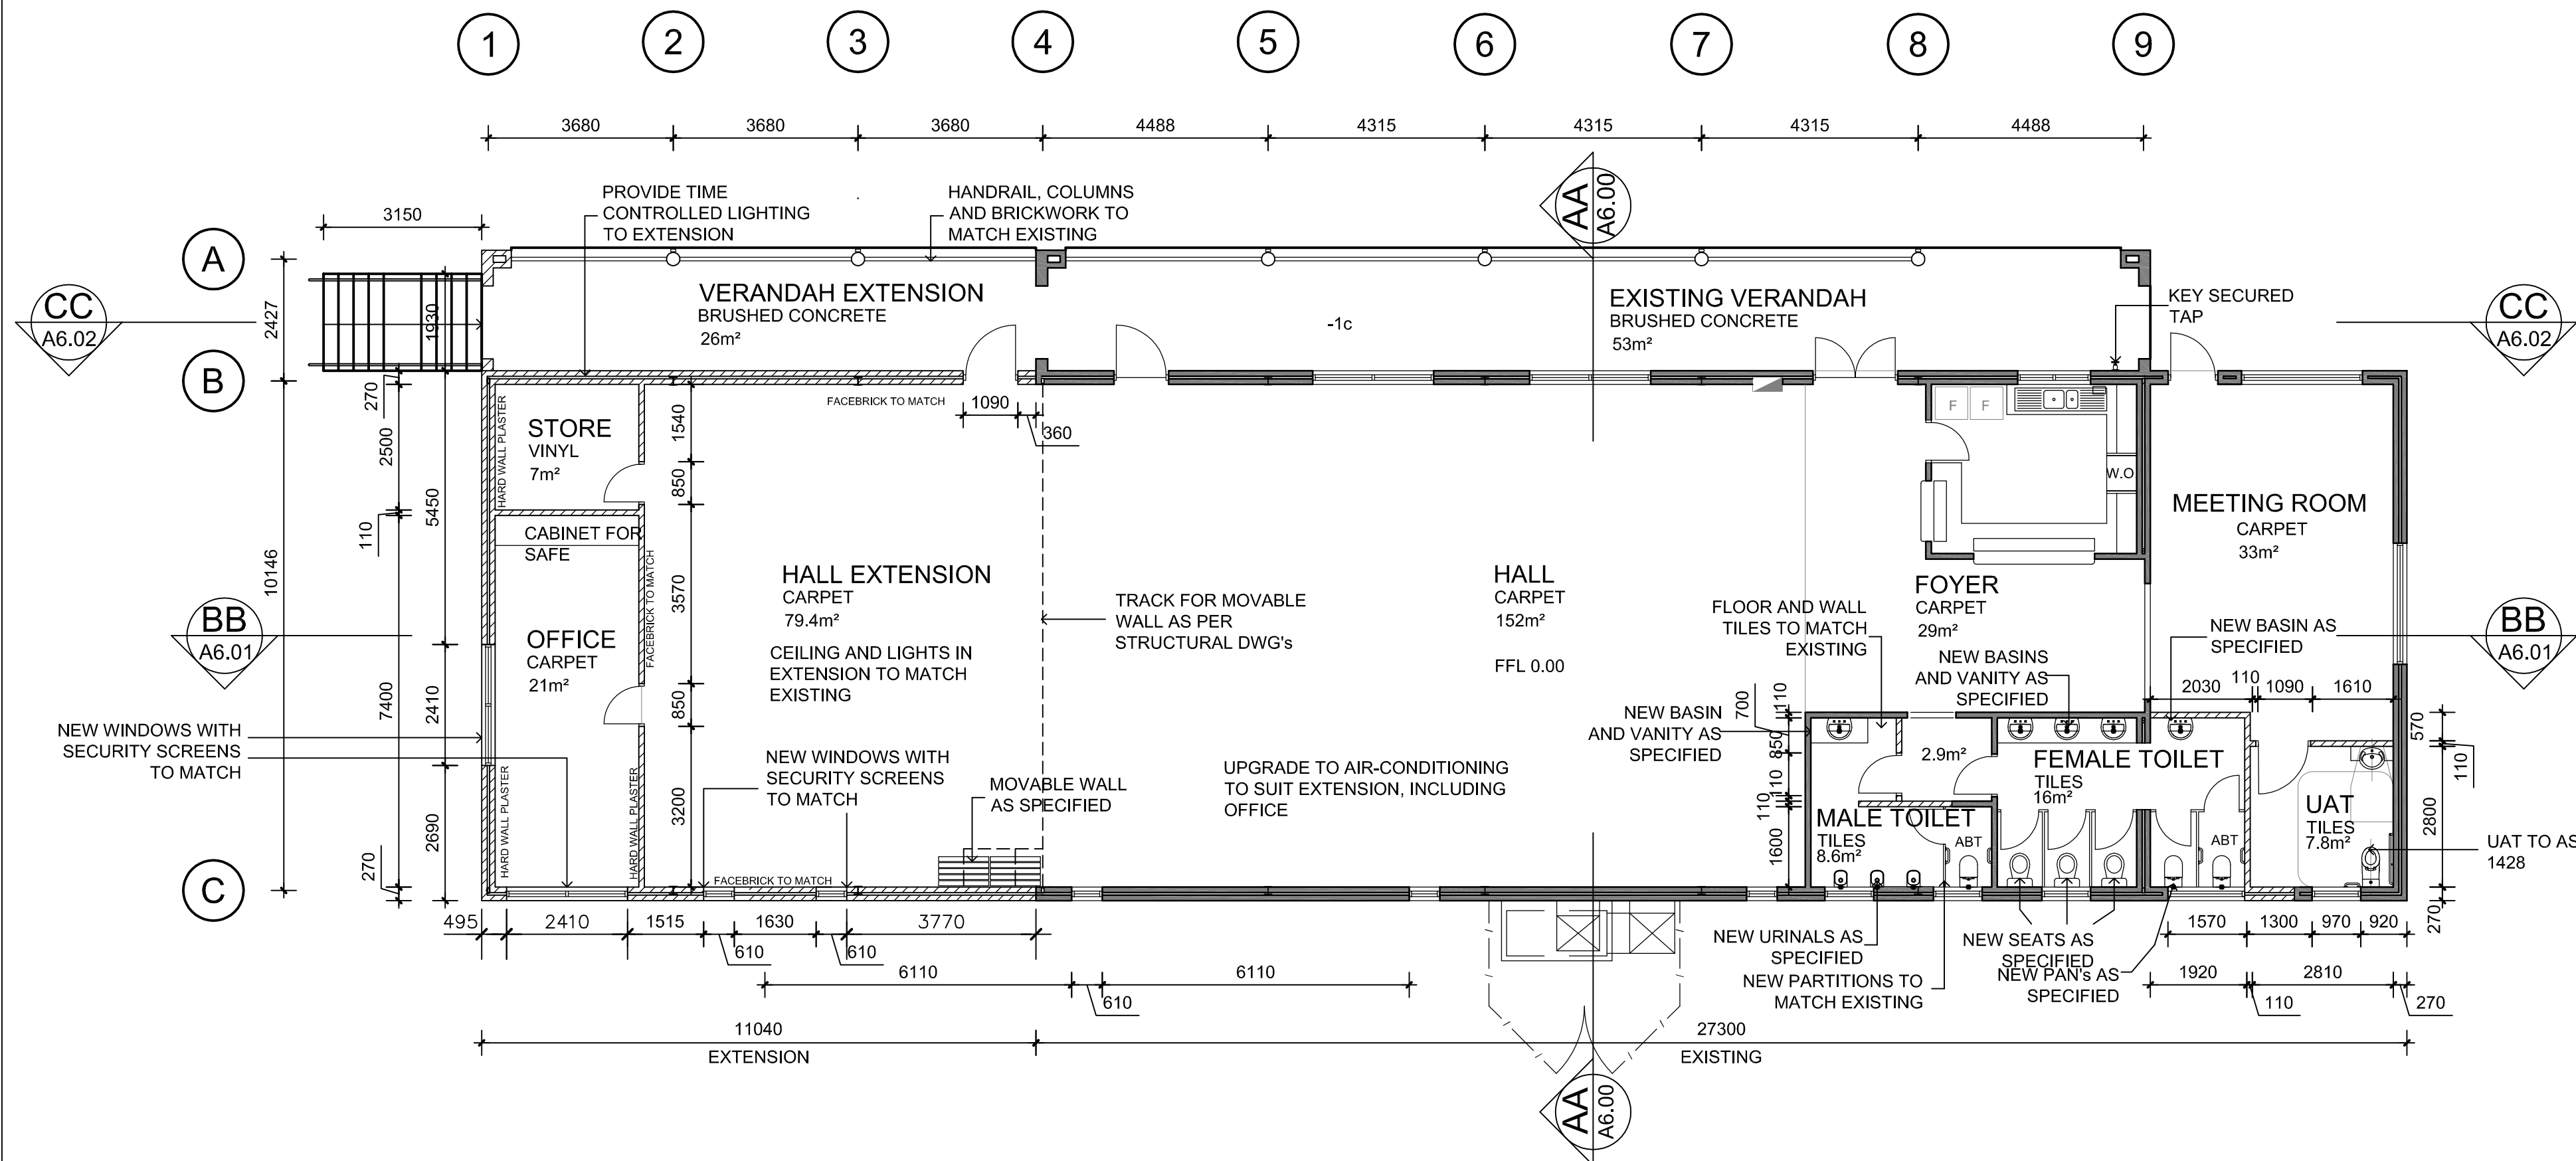 1
2
3
4
5
6
7
8
9
3680
3680
3680
4488
4315
4315
4315
4488
AA
A6.00
3150
PROVIDE TIME
CONTROLLED LIGHTING
TO EXTENSION
HANDRAIL, COLUMNS
AND BRICKWORK TO
MATCH EXISTING
A
B
C
CC
A6.02
CC
A6.02
2427
1930
VERANDAH EXTENSION
BRUSHED CONCRETE
26m²
-1c
EXISTING VERANDAH
BRUSHED CONCRETE
53m²
KEY SECURED
TAP
270
2500
110
7400
270
10146
5450
2410
2690
HARD WALL PLASTER
STORE
VINYL
7m²
1540
850
3570
850
3200
FACEBRICK TO MATCH
1090
360
F
F
W.O
CABINET FOR
SAFE
FACEBRICK TO MATCH
OFFICE
CARPET
21m²
HARD WALL PLASTER
HARD WALL PLASTER
HALL EXTENSION
CARPET
79.4m²
CEILING AND LIGHTS IN
EXTENSION TO MATCH
EXISTING
TRACK FOR MOVABLE
WALL AS PER
STRUCTURAL DWG's
HALL
CARPET
152m²
FFL 0.00
FOYER
CARPET
29m²
MEETING ROOM
CARPET
33m²
BB
A6.01
BB
A6.01
NEW WINDOWS WITH
SECURITY SCREENS
TO MATCH
NEW WINDOWS WITH
SECURITY SCREENS
TO MATCH
MOVABLE WALL
AS SPECIFIED
FACEBRICK TO MATCH
UPGRADE TO AIR-CONDITIONING
TO SUIT EXTENSION, INCLUDING
OFFICE
FLOOR AND WALL
TILES TO MATCH
EXISTING
NEW BASINS
AND VANITY AS
SPECIFIED
NEW BASIN AS
SPECIFIED
NEW BASIN
AND VANITY AS
SPECIFIED
700
110
850
110
110
1600
2030
110
1090
1610
570
110
2800
270
2.9m²
MALE TOILET
TILES
8.6m²
ABT
FEMALE TOILET
TILES
16m²
ABT
UAT
TILES
7.8m²
UAT TO AS
1428
495
2410
1515
610
1630
610
3770
6110
610
6110
NEW URINALS AS
SPECIFIED
NEW PARTITIONS TO
MATCH EXISTING
NEW SEATS AS
SPECIFIED
NEW PAN's AS
SPECIFIED
1570
1300
970
920
1920
110
2810
270
11040
EXTENSION
27300
EXISTING
AA
A6.00